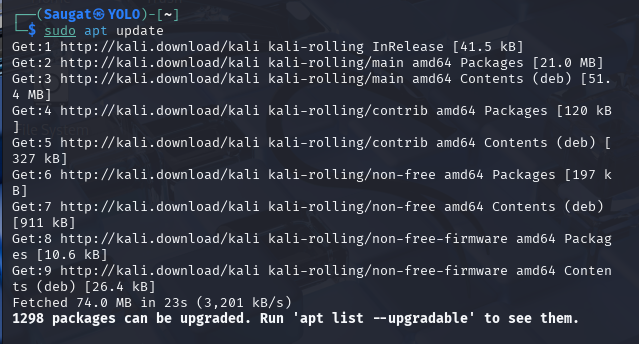 ┌──(Saugat㉿YOLO)-[~]
└─$ sudo apt update
Get:1 http://kali.download/kali kali-rolling InRelease [41.5 kB]
Get:2 http://kali.download/kali kali-rolling/main amd64 Packages [21.0 MB]
Get:3 http://kali.download/kali kali-rolling/main amd64 Contents (deb) [51.
4 MB]
Get:4 http://kali.download/kali kali-rolling/contrib amd64 Packages [120 kB
]
File System
Get:5 http://kali.download/kali kali-rolling/contrib amd64 Contents (deb) [
327 kB]
Get:6 http://kali.download/kali kali-rolling/non-free amd64 Packages [197 k
B]
Get:7 http://kali.download/kali kali-rolling/non-free amd64 Contents (deb)
[911 kB]
Get:8 http://kali.download/kali kali-rolling/non-free-firmware amd64 Packag
es [10.6 kB]
Get:9 http://kali.download/kali kali-rolling/non-free-firmware amd64 Conten
ts (deb) [26.4 kB]
Fetched 74.0 MB in 23s (3,201 kB/s)
1298 packages can be upgraded. Run 'apt list --upgradable' to see them.